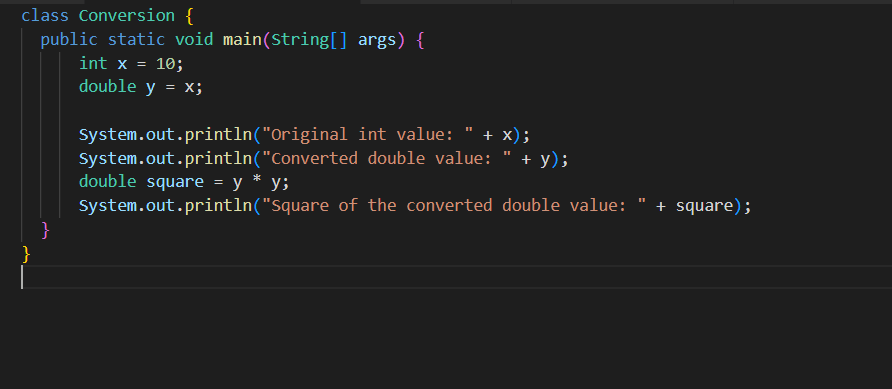 class Conversion {
  public static void main(String[] args) {
      int x = 10;
      double y = x;

      System.out.println("Original int value: " + x);
      System.out.println("Converted double value: " + y);
      double square = y * y;
      System.out.println("Square of the converted double value: " + square);
  }
}